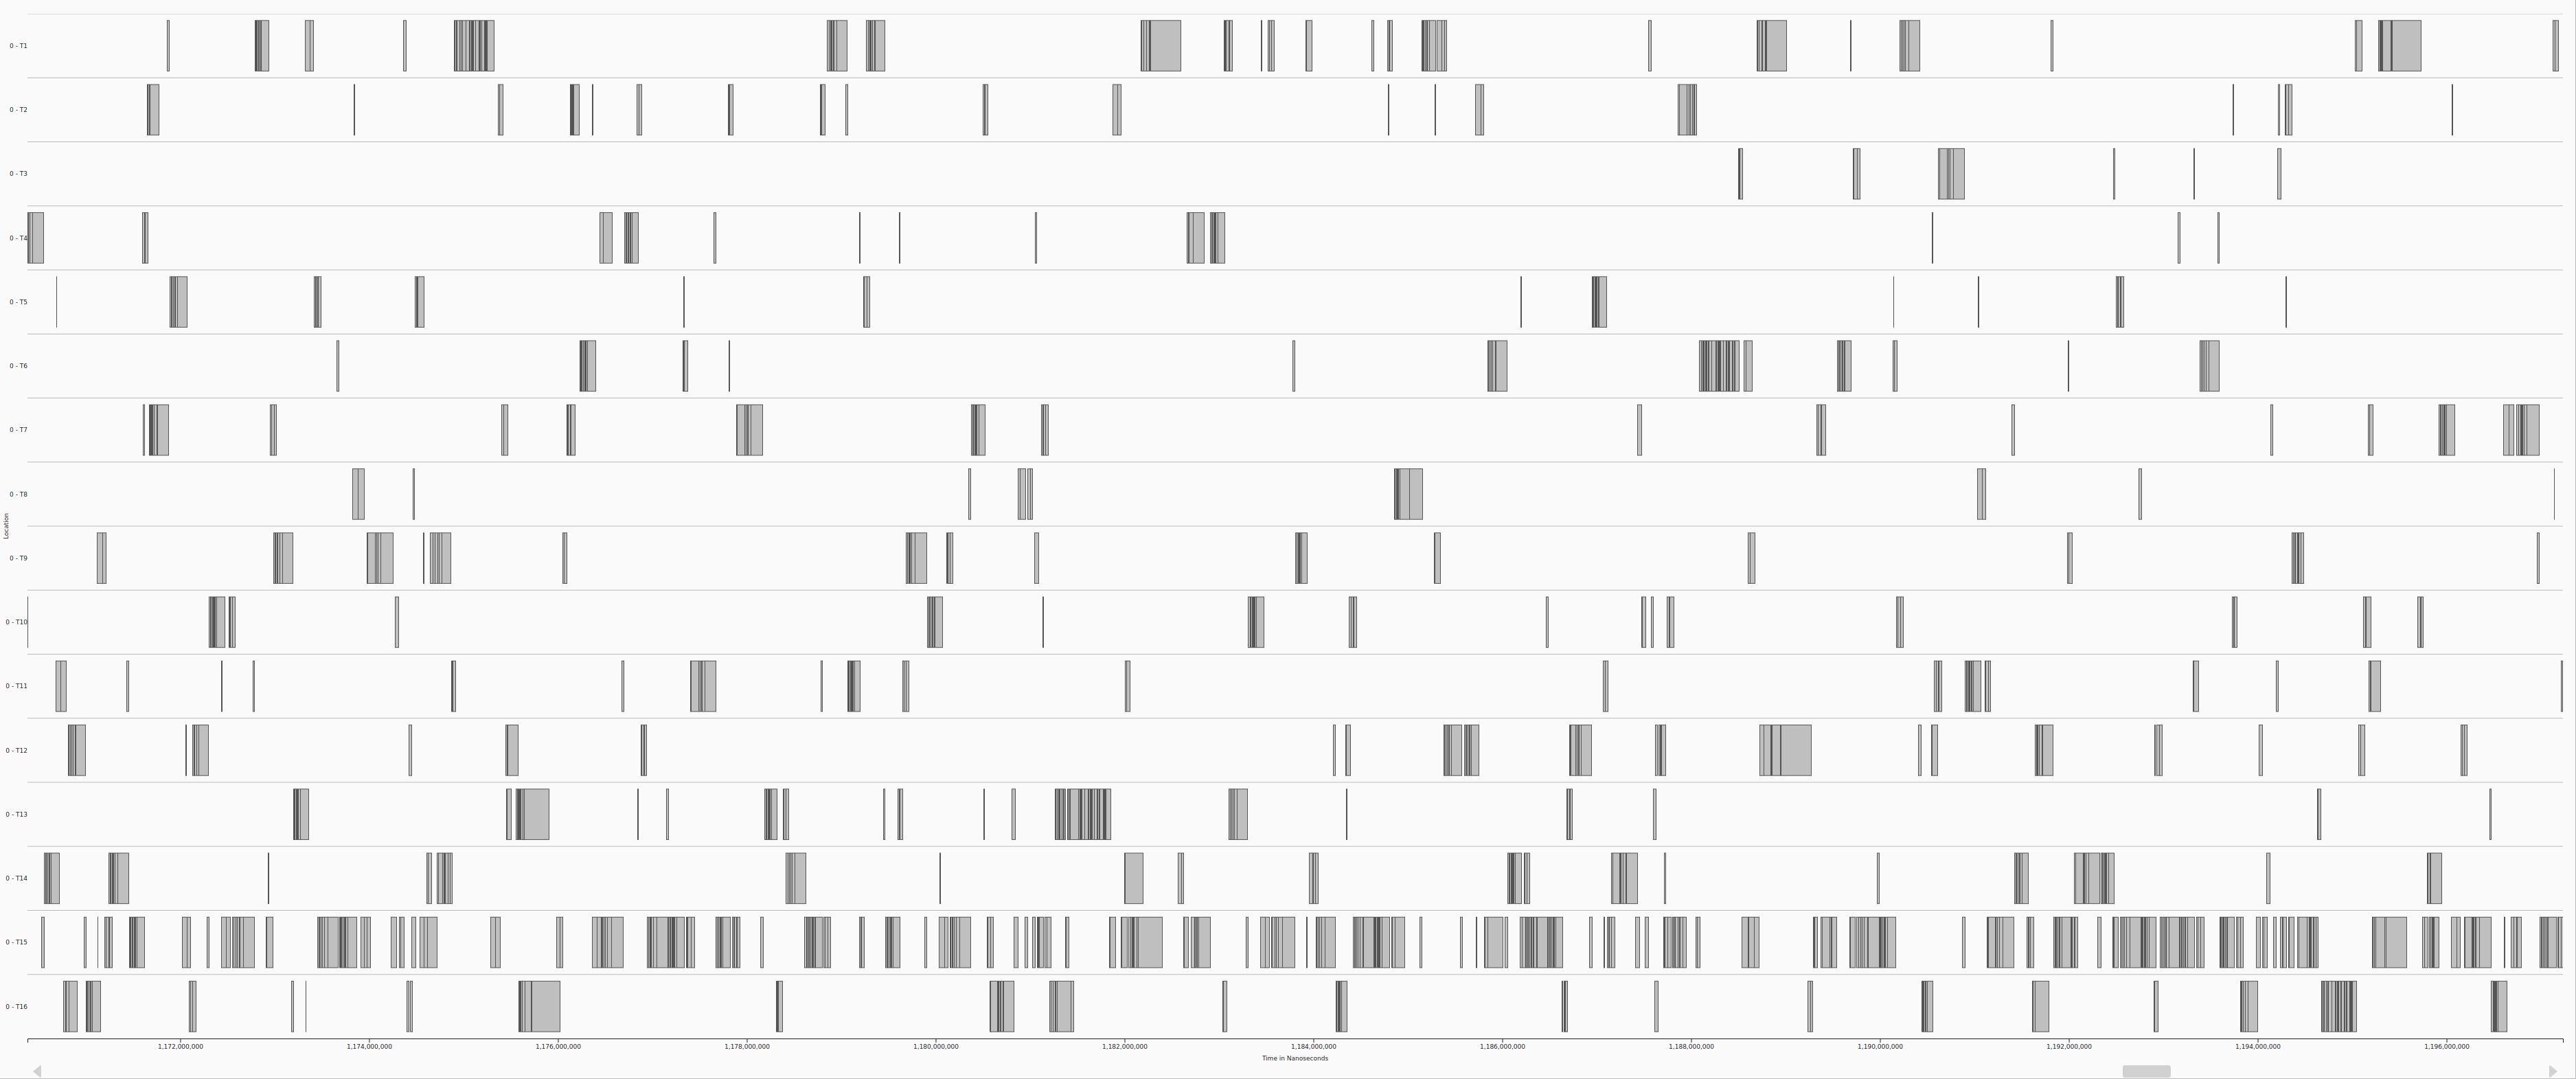 0 - T1
0 - T2
0 - T3
0 - T4
0 - T5
0 - T6
0 - T7
0 - T8
Location
0 - T9
0 - T10
0 - T11
0 - T12
0 - T13
0 - T14
0 - T15
0 - T16
1,172,000,000 1,174,000,000 1,176,000,000 1,178,000,000 1,180,000,000 1,182,000,000 1,184,000,000 1,186,000,000 1,188,000,000 1,190,000,000 1,192,000,000 1,194,000,000 1,196,000,000
Time in Nanoseconds